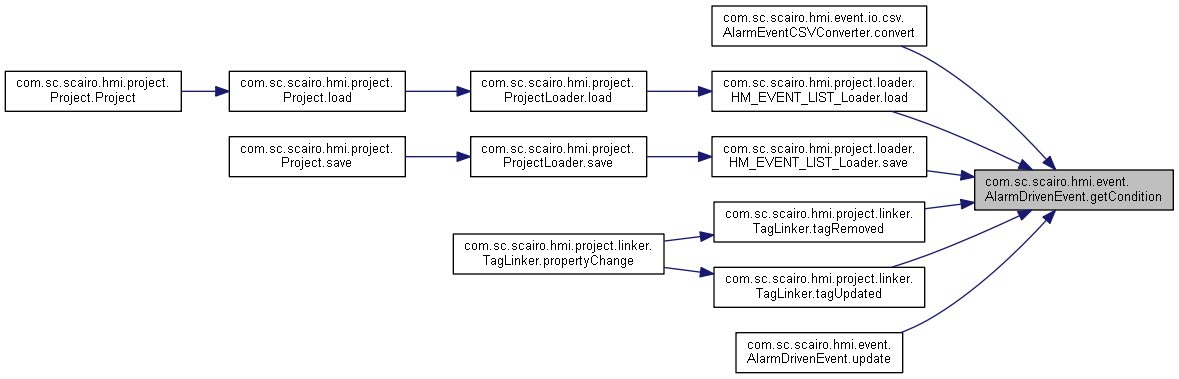 com.sc.scairo.hmi.event.io.csv.
AlarmEventCSVConverter.convert
com.sc.scairo.hmi.project.
Project.Project
com.sc.scairo.hmi.project.
Project.load
com.sc.scairo.hmi.project.
ProjectLoader.load
com.sc.scairo.hmi.project.loader.
HM_EVENT_LIST_Loader.load
com.sc.scairo.hmi.project.
Project.save
com.sc.scairo.hmi.project.
ProjectLoader.save
com.sc.scairo.hmi.project.loader.
HM_EVENT_LIST_Loader.save
com.sc.scairo.hmi.event.
AlarmDrivenEvent.getCondition
com.sc.scairo.hmi.project.linker.
TagLinker.tagRemoved
com.sc.scairo.hmi.project.linker.
TagLinker.propertyChange
com.sc.scairo.hmi.project.linker.
TagLinker.tagUpdated
com.sc.scairo.hmi.event.
AlarmDrivenEvent.update